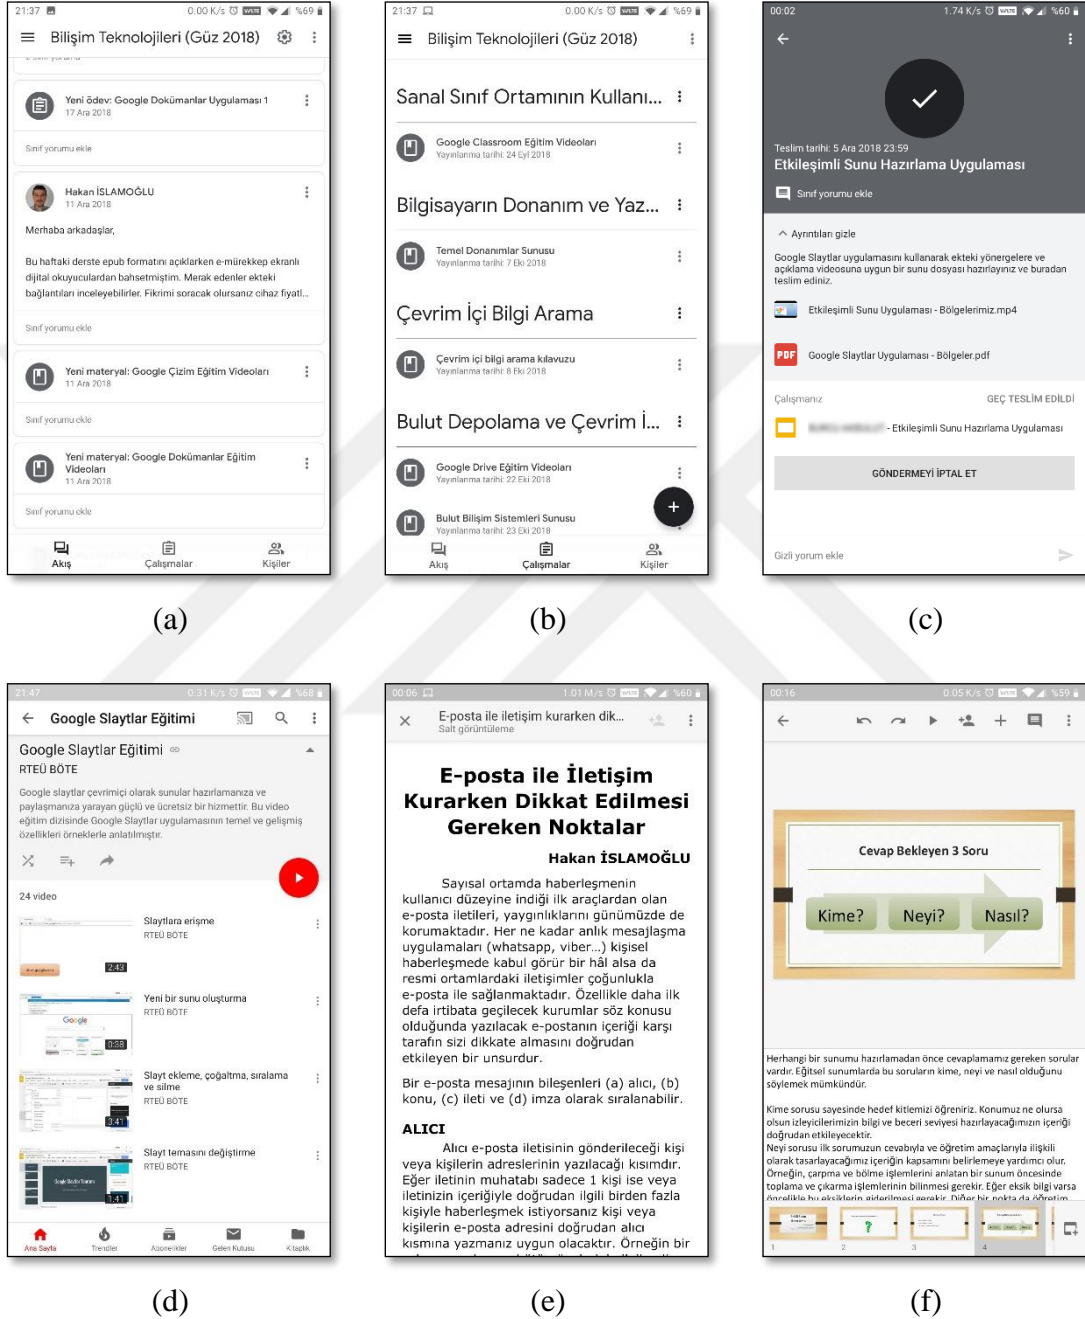 21:37 0.00 K/s VoLTE %69
Bilişim Teknolojileri (Güz 2018)
Yeni ödev: Google Dokümanlar Uygulaması 1
17 Ara 2018
Sınıf yorumu ekle
Hakan İSLAMOĞLU
11 Ara 2018
Merhaba arkadaşlar,
Bu haftaki derste epub formatını açıklarken e-mürekkep ekranlı
dijital okuyuculardan bahsetmiştim. Merak edenler ekteki
bağlantıları inceleyebilirler. Fikrimi soracak olursanız cihaz fiyatl...
Sınıf yorumu ekle
Yeni materyal: Google Çizim Eğitim Videoları
11 Ara 2018
Sınıf yorumu ekle
Yeni materyal: Google Dokümanlar Eğitim
Videoları
11 Ara 2018
Sınıf yorumu ekle
Akış Çalışmalar Kişiler
(a)
21:37 0.00 K/s VoLTE %69
Bilişim Teknolojileri (Güz 2018)
Sanal Sınıf Ortamının Kullanı...
Google Classroom Eğitim Videoları
Yayınlanma tarihi: 24 Eyl 2018
Bilgisayarın Donanım ve Yaz...
Temel Donanımlar Sunusu
Yayınlanma tarihi: 7 Eki 2018
Çevrim İçi Bilgi Arama
Çevrim içi bilgi arama kılavuzu
Yayınlanma tarihi: 8 Eki 2018
Bulut Depolama ve Çevrim İ...
Google Drive Eğitim Videoları
Yayınlanma tarihi: 22 Eki 2018
Bulut Bilişim Sistemleri Sunusu
Yayınlanma tarihi: 23 Eki 2018
Akış Çalışmalar Kişiler
(b)
00:02 1.74 K/s VoLTE %60
Teslim tarihi: 5 Ara 2018 23:59
Etkileşimli Sunu Hazırlama Uygulaması
Sınıf yorumu ekle
Ayrıntıları gizle
Google Slaytlar uygulamasını kullanarak ekteki yönergelere ve
açıklama videosuna uygun bir sunu dosyası hazırlayınız ve buradan
teslim ediniz.
Etkileşimli Sunu Uygulaması - Bölgelerimiz.mp4
PDF Google Slaytlar Uygulaması - Bölgeler.pdf
Çalışmanız GEÇ TESLİM EDİLDİ
- Etkileşimli Sunu Hazırlama Uygulaması
GÖNDERMEYİ İPTAL ET
Gizli yorum ekle
(c)
21:47 0.31 K/s VoLTE %68
Google Slaytlar Eğitimi
Google Slaytlar Eğitimi
RTEÜ BÖTE
Google slaytlar çevrimiçi olarak sunular hazırlamanıza ve
paylaşmanıza yarayan güçlü ve ücretsiz bir hizmettir. Bu video
eğitim dizisinde Google Slaytlar uygulamasının temel ve gelişmiş
özellikleri örneklerle anlatılmıştır.
24 video
Slaytlara erişme
RTEÜ BÖTE
2:43
Yeni bir sunu oluşturma
RTEÜ BÖTE
Google
0:38
Slayt ekleme, çoğaltma, sıralama
ve silme
RTEÜ BÖTE
3:41
Slayt temasını değiştirme
RTEÜ BÖTE
1:41
Ana Sayfa Trendler Abonelikler Gelen Kutusu Kitaplık
(d)
00:06 1.01 M/s VoLTE %60
E-posta ile iletişim kurarken dik...
Salt görüntüleme
E-posta ile İletişim
Kurarken Dikkat Edilmesi
Gereken Noktalar
Hakan İSLAMOĞLU
Sayısal ortamda haberleşmenin
kullanıcı düzeyine indiği ilk araçlardan olan
e-posta iletileri, yaygınlıklarını günümüzde de
korumaktadır. Her ne kadar anlık mesajlaşma
uygulamaları (whatsapp, viber...) kişisel
haberleşmede kabul görür bir hâl alsa da
resmi ortamlardaki iletişimler çoğunlukla
e-posta ile sağlanmaktadır. Özellikle daha ilk
defa irtibata geçilecek kurumlar söz konusu
olduğunda yazılacak e-postanın içeriği karşı
tarafın sizi dikkate almasını doğrudan
etkileyen bir unsurdur.
Bir e-posta mesajının bileşenleri (a) alıcı, (b)
konu, (c) ileti ve (d) imza olarak sıralanabilir.
ALICI
Alıcı e-posta iletisinin gönderileceği kişi
veya kişilerin adreslerinin yazılacağı kısımdır.
Eğer iletinin muhatabı sadece 1 kişi ise veya
iletinizin içeriğiyle doğrudan ilgili birden fazla
kişiyle haberleşmek istiyorsanız kişi veya
kişilerin e-posta adresini doğrudan alıcı
kısmına yazmanız uygun olacaktır. Örneğin bir
(e)
00:16 0.05 K/s VoLTE %59
Cevap Bekleyen 3 Soru
Kime? Neyi? Nasıl?
Herhangi bir sunumu hazırlamadan önce cevaplamamız gereken sorular
vardır. Eğitsel sunumlarda bu soruların kime, neyi ve nasıl olduğunu
söylemek mümkündür.
Kime sorusu sayesinde hedef kitlemizi öğreniriz. Konumuz ne olursa
olsun izleyicilerimizin bilgi ve beceri seviyesi hazırlayacağımızın içeriği
doğrudan etkileyecektir.
Neyi sorusu ilk sorumuzun cevabıyla ve öğretim amaçlarıyla ilişkili
olarak tasarlayacağımız içeriğin kapsamını belirlemeye yardımcı olur.
Örneğin, çarpma ve bölme işlemlerini anlatan bir sunum öncesinde
toplama ve çıkarma işlemlerinin bilinmesi gerekir. Eğer eksik bilgi varsa
öncelikle bu eksiklerin giderilmesi gerekir. Diğer bir nokta da öğretim
1 2 3 4
(f)